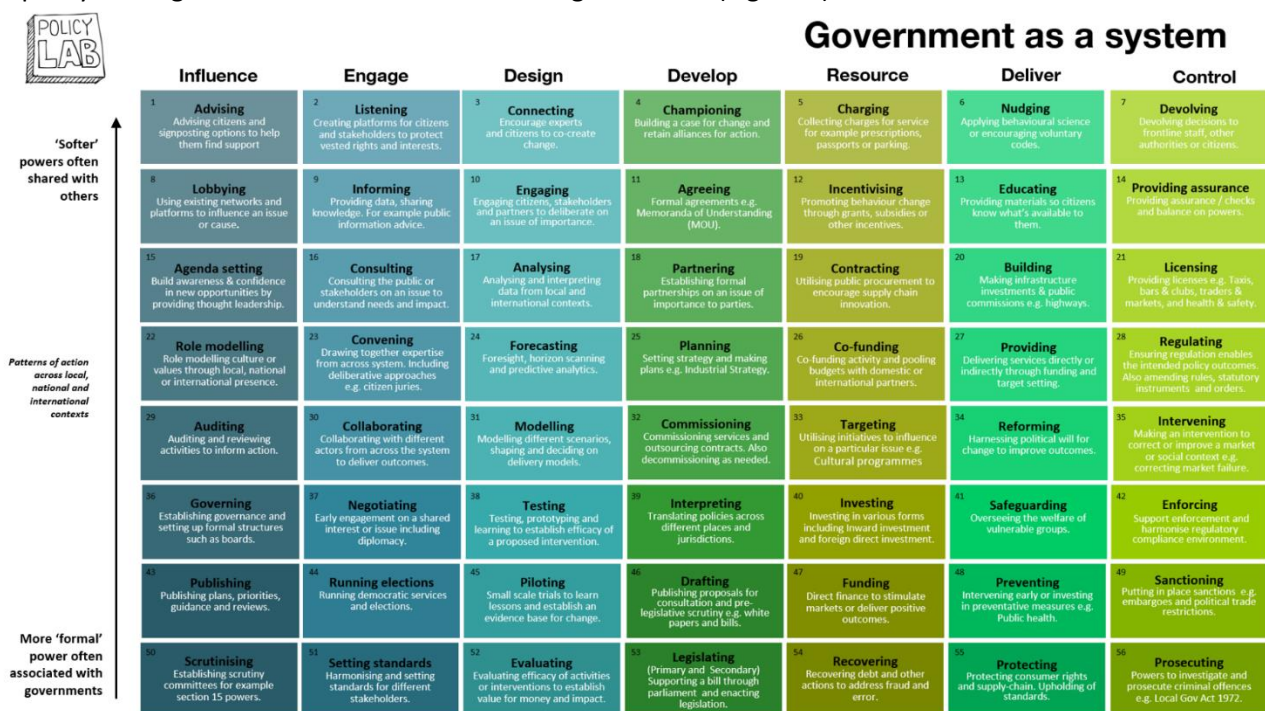 POLICY
LAB
Government as a system
Influence
Engage
Design
Develop
Resource
Deliver
Control
'Softer'
powers often
shared with
others
Patterns of action
across local,
national and
international
contexts
More 'formal'
power often
associated with
governments
1
Advising
Advising citizens and
signposting options to help
them find support
2
Listening
Creating platforms for citizens
and stakeholders to protect
vested rights and interests.
3
Connecting
Encourage experts
and citizens to co-create
change.
4
Championing
Building a case for change and
retain alliances for action.
5
Charging
Collecting charges for service
for example prescriptions,
passports or parking.
6
Nudging
Applying behavioural science
or encouraging voluntary
codes.
7
Devolving
Devolving decisions to
frontline staff, other
authorities or citizens.
8
Lobbying
Using existing networks and
platforms to influence an issue
or cause.
9
Informing
Providing data, sharing
knowledge. For example public
information advice.
10
Engaging
Engaging citizens, stakeholders
and partners to deliberate on
an issue of importance.
11
Agreeing
Formal agreements e.g.
Memoranda of Understanding
(MOU).
12
Incentivising
Promoting behaviour change
through grants, subsidies or
other incentives.
13
Educating
Providing materials so citizens
know what's available to
them.
14
Providing assurance
Providing assurance / checks
and balance on powers.
15
Agenda setting
Build awareness & confidence
in new opportunities by
providing thought leadership.
16
Consulting
Consulting the public or
stakeholders on an issue to
understand needs and impact.
17
Analysing
Analysing and interpreting
data from local and
international contexts.
18
Partnering
Establishing formal
partnerships on an issue of
importance to parties.
19
Contracting
Utilising public procurement to
encourage supply chain
innovation.
20
Building
Making infrastructure
investments & public
commissions e.g. highways.
21
Licensing
Providing licenses e.g. Taxis,
bars & clubs, traders &
markets, and health & safety.
22
Role modelling
Role modelling culture or
values through local, national
or international presence.
23
Convening
Drawing together expertise
from across system. Including
deliberative approaches
e.g. citizen juries.
24
Forecasting
Foresight, horizon scanning
and predictive analytics.
25
Planning
Setting strategy and making
plans e.g. Industrial Strategy.
26
Co-funding
Co-funding activity and pooling
budgets with domestic or
international partners.
27
Providing
Delivering services directly or
indirectly through funding and
target setting.
28
Regulating
Ensuring regulation enables
the intended policy outcomes.
Also amending rules, statutory
instruments and orders.
29
Auditing
Auditing and reviewing
activities to inform action.
30
Collaborating
Collaborating with different
actors from across the system
to deliver outcomes.
31
Modelling
Modelling different scenarios,
shaping and deciding on
delivery models.
32
Commissioning
Commissioning services and
outsourcing contracts. Also
decommissioning as needed.
33
Targeting
Utilising initiatives to influence
on a particular issue e.g.
Cultural programmes
34
Reforming
Harnessing political will for
change to improve outcomes.
35
Intervening
Making an intervention to
correct or improve a market
or social context e.g.
correcting market failure.
36
Governing
Establishing governance and
setting up formal structures
such as boards.
37
Negotiating
Early engagement on a shared
interest or issue including
diplomacy.
38
Testing
Testing, prototyping and
learning to establish efficacy of
a proposed intervention.
39
Interpreting
Translating policies across
different places and
jurisdictions.
40
Investing
Investing in various forms
including Inward investment
and foreign direct investment.
41
Safeguarding
Overseeing the welfare of
vulnerable groups.
42
Enforcing
Support enforcement and
harmonise regulatory
compliance environment.
43
Publishing
Publishing plans, priorities,
guidance and reviews.
44
Running elections
Running democratic services
and elections.
45
Piloting
Small scale trials to learn
lessons and establish an
evidence base for change.
46
Drafting
Publishing proposals for
consultation and pre-
legislative scrutiny e.g. white
papers and bills.
47
Funding
Direct finance to stimulate
markets or deliver positive
outcomes.
48
Preventing
Intervening early or investing
in preventative measures e.g.
Public health.
49
Sanctioning
Putting in place sanctions e.g.
embargoes and political trade
restrictions.
50
Scrutinising
Establishing scrutiny
committees for example
section 15 powers.
51
Setting standards
Harmonising and setting
standards for different
stakeholders.
52
Evaluating
Evaluating efficacy of activities
or interventions to establish
value for money and impact.
53
Legislating
(Primary and Secondary)
Supporting a bill through
parliament and enacting
legislation.
54
Recovering
Recovering debt and other
actions to address fraud and
error.
55
Protecting
Protecting consumer rights
and supply-chain. Upholding of
standards.
56
Prosecuting
Powers to investigate and
prosecute criminal offences
e.g. Local Gov Act 1972.